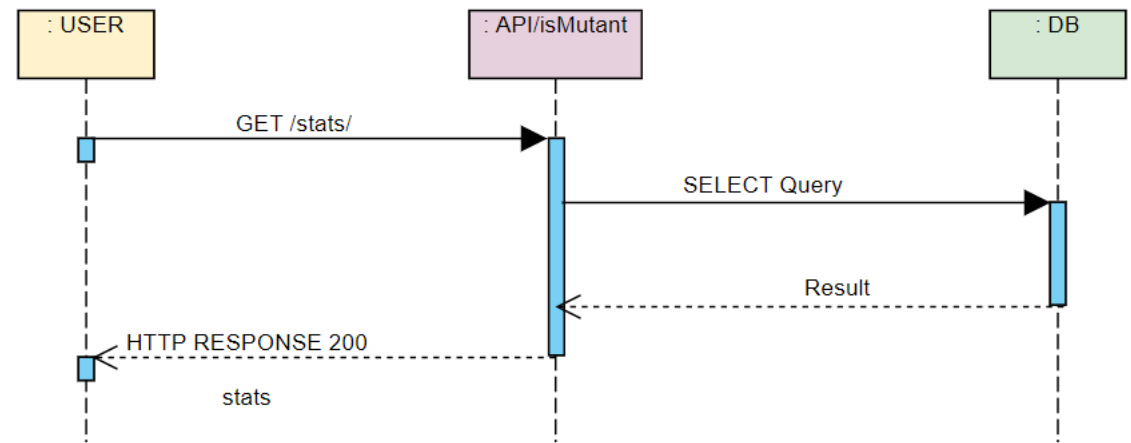 : USER
: API/isMutant
: DB
GET /stats/
SELECT Query
Result
HTTP RESPONSE 200
stats